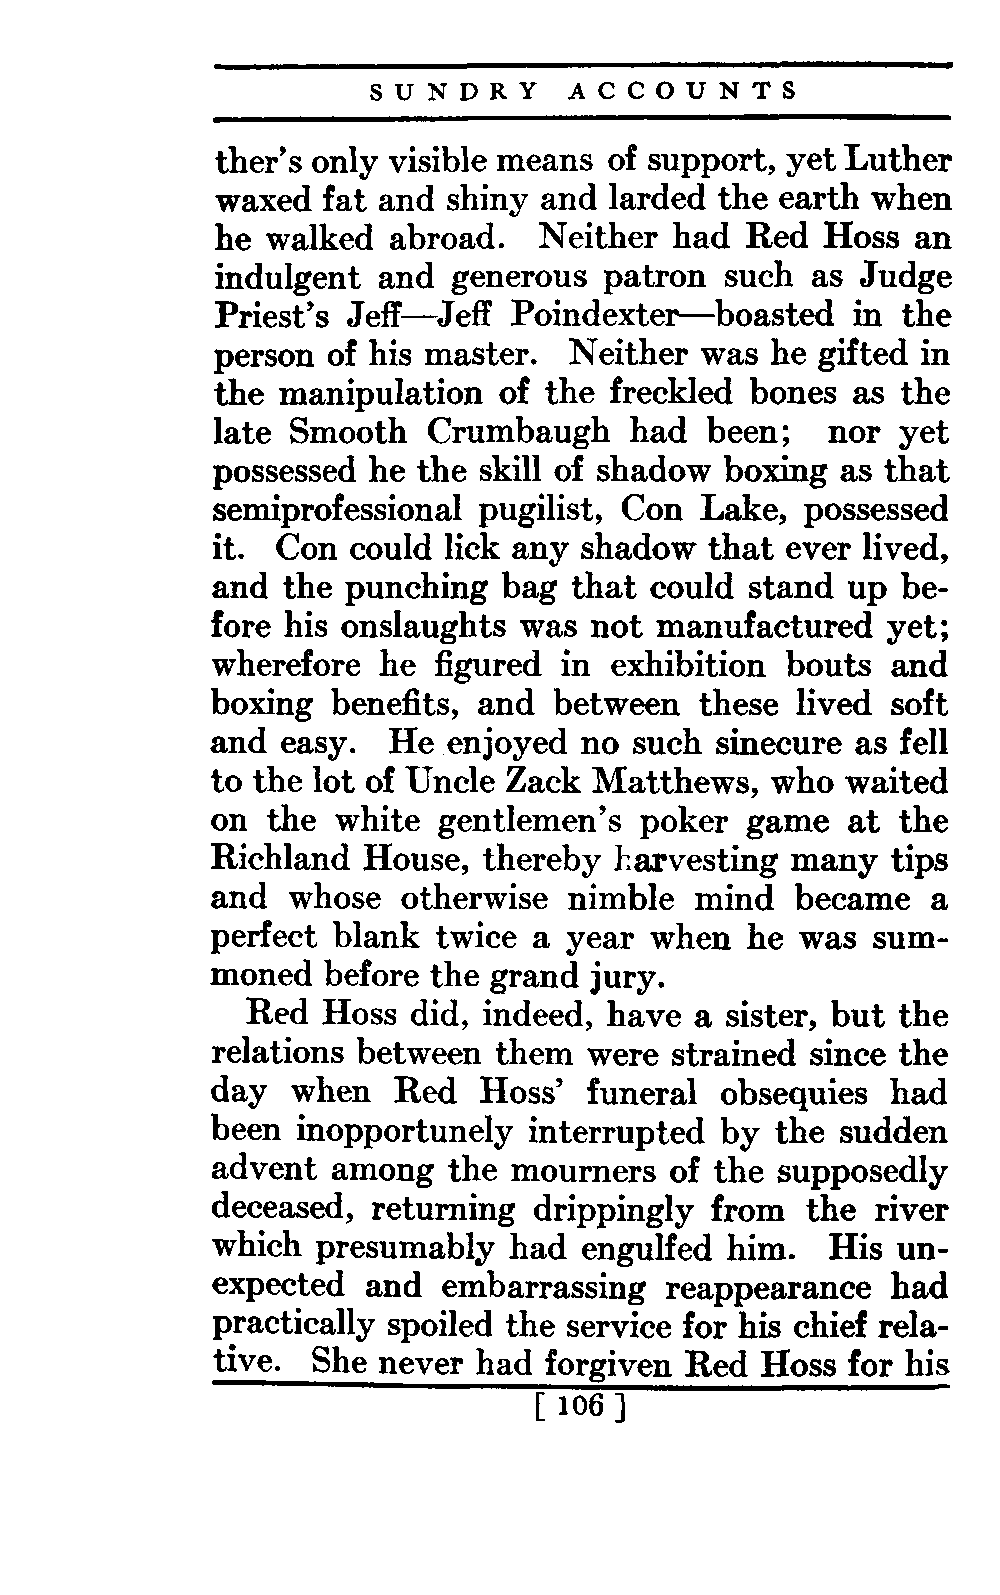 SUNDRY ACCOUNTS
ther's only visible means of support, yet Luther
waxed fat and shiny and larded the earth when
he walked abroad. Neither had Red Hoss an
indulgent and generous patron such as Judge
Priest's Jeff—Jeff Poindexter—boasted in the
person of his master. Neither was he gifted in
the manipulation of the freckled bones as the
late Smooth Crumbaugh had been; nor yet
possessed he the skill of shadow boxing as that
semiprofessional pugilist, Con Lake, possessed
it. Con could lick any shadow that ever lived,
and the punching bag that could stand up be-
fore his onslaughts was not manufactured yet;
wherefore he figured in exhibition bouts and
boxing benefits, and between these lived soft
and easy. He enjoyed no such sinecure as fell
to the lot of Uncle Zack Matthews, who waited
on the white gentlemen's poker game at the
Richland House, thereby harvesting many tips
and whose otherwise nimble mind became a
perfect blank twice a year when he was sum-
moned before the grand jury.
Red Hoss did, indeed, have a sister, but the
relations between them were strained since the
day when Red Hoss' funeral obsequies had
been inopportunely interrupted by the sudden
advent among the mourners of the supposedly
deceased, returning drippingly from the river
which presumably had engulfed him. His un-
expected and embarrassing reappearance had
practically spoiled the service for his chief rela-
tive. She never had forgiven Red Hoss for his
[ 106 ]